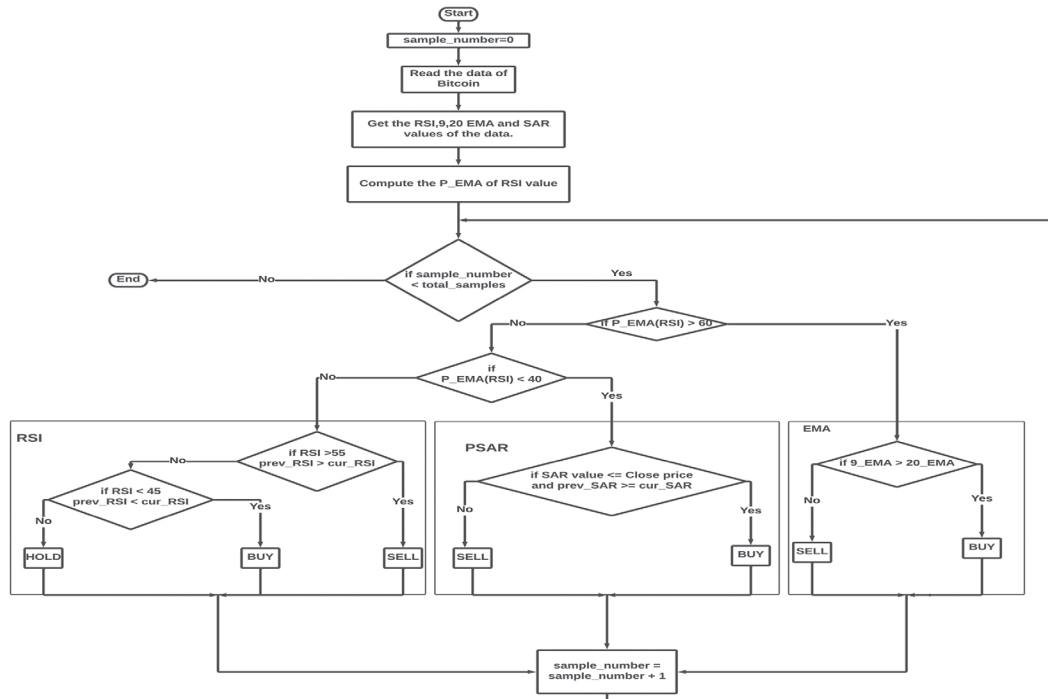 Start
sample_number=0
Read the data of
Bitcoin
Get the RSI,9,20 EMA and SAR
values of the data.
Compute the P_EMA of RSI value
if sample_number
< total_samples
No
End
Yes
if P_EMA(RSI) > 60
No
Yes
if
P_EMA(RSI) < 40
No
Yes
RSI
if RSI >55
prev_RSI > cur_RSI
No
Yes
if RSI < 45
prev_RSI < cur_RSI
No
Yes
HOLD
BUY
SELL
PSAR
if SAR value <= Close price
and prev_SAR >= cur_SAR
No
Yes
SELL
BUY
EMA
if 9_EMA > 20_EMA
No
Yes
SELL
BUY
sample_number =
sample_number + 1